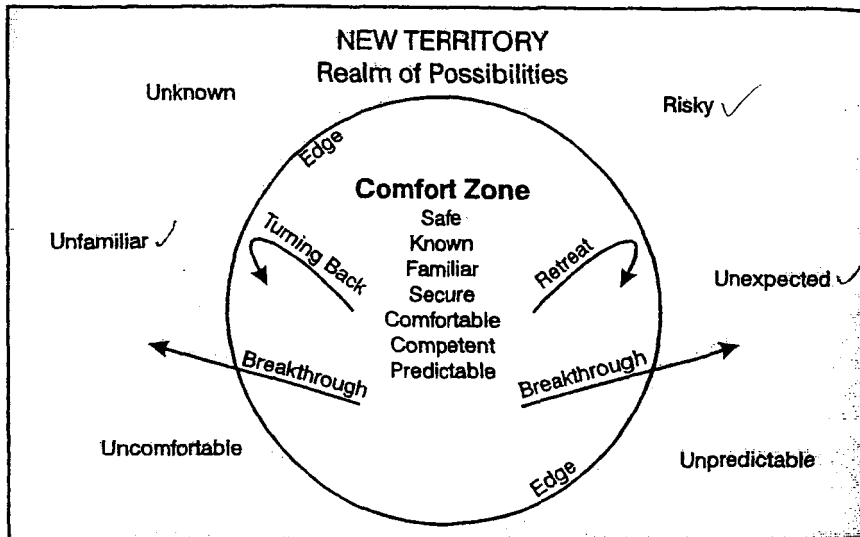 NEW TERRITORY
Realm of Possibilities
Unknown
Risky
Edge
Comfort Zone
Safe
Known
Familiar
Secure
Comfortable
Competent
Predictable
Turning Back
Retreat
Unfamiliar
Unexpected
Breakthrough
Breakthrough
Uncomfortable
Unpredictable
Edge